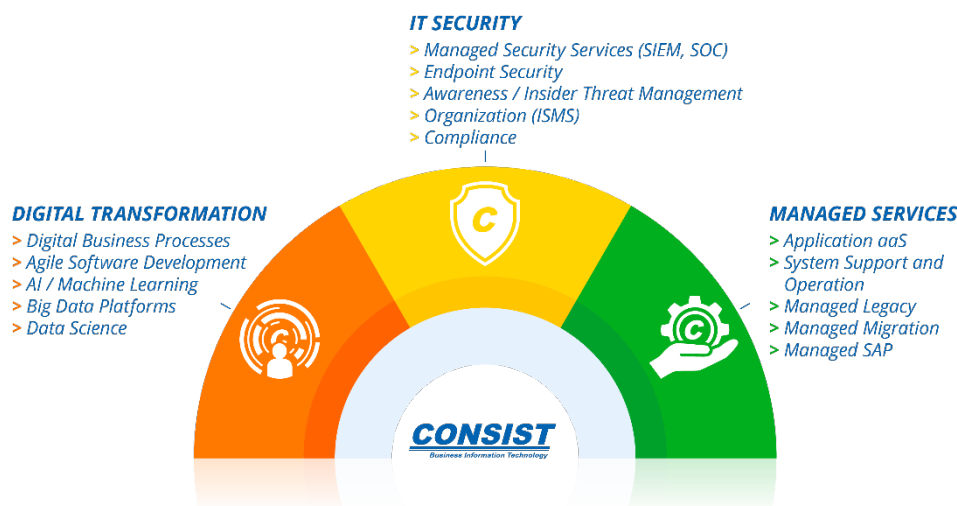 IT SECURITY
> Managed Security Services (SIEM, SOC)
> Endpoint Security
> Awareness / Insider Threat Management
> Organization (ISMS)
> Compliance
DIGITAL TRANSFORMATION
> Digital Business Processes
> Agile Software Development
> AI / Machine Learning
> Big Data Platforms
> Data Science
MANAGED SERVICES
> Application aaS
> System Support and
Operation
> Managed Legacy
> Managed Migration
> Managed SAP
C
C
C
CONSIST
Business Information Technology